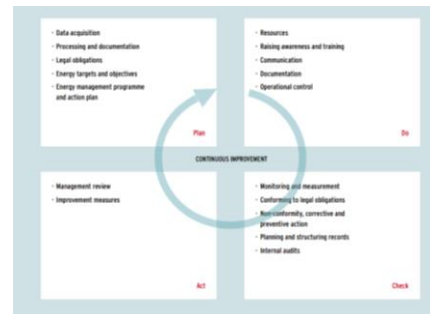 · Data acquisition
· Processing and documentation
· Legal obligations
· Energy targets and objectives
· Energy management programme
and action plan
Plan
· Resources
· Raising awareness and training
· Communication
· Documentation
· Operational control
Do
CONTINUOUS IMPROVEMENT
· Management review
· Improvement measures
Act
· Monitoring and measurement
· Conforming to legal obligations
· Non-conformity, corrective and
preventive action
· Planning and structuring records
· Internal audits
Check